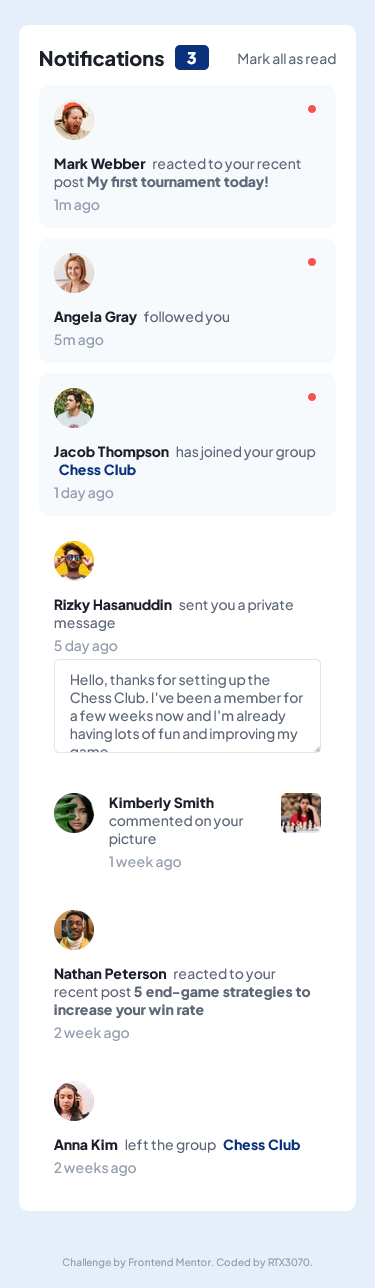 Notifications 3 Mark all as read
Mark Webber reacted to your recent
post My first tournament today!
1m ago
Angela Gray followed you
5m ago
Jacob Thompson has joined your group
Chess Club
1 day ago
Rizky Hasanuddin sent you a private
message
5 day ago
Hello, thanks for setting up the
Chess Club. I've been a member for
a few weeks now and I'm already
having lots of fun and improving my
game.
Kimberly Smith
commented on your
picture
1 week ago
Nathan Peterson reacted to your
recent post 5 end-game strategies to
increase your win rate
2 week ago
Anna Kim left the group Chess Club
2 weeks ago
Challenge by Frontend Mentor. Coded by RTX3070.